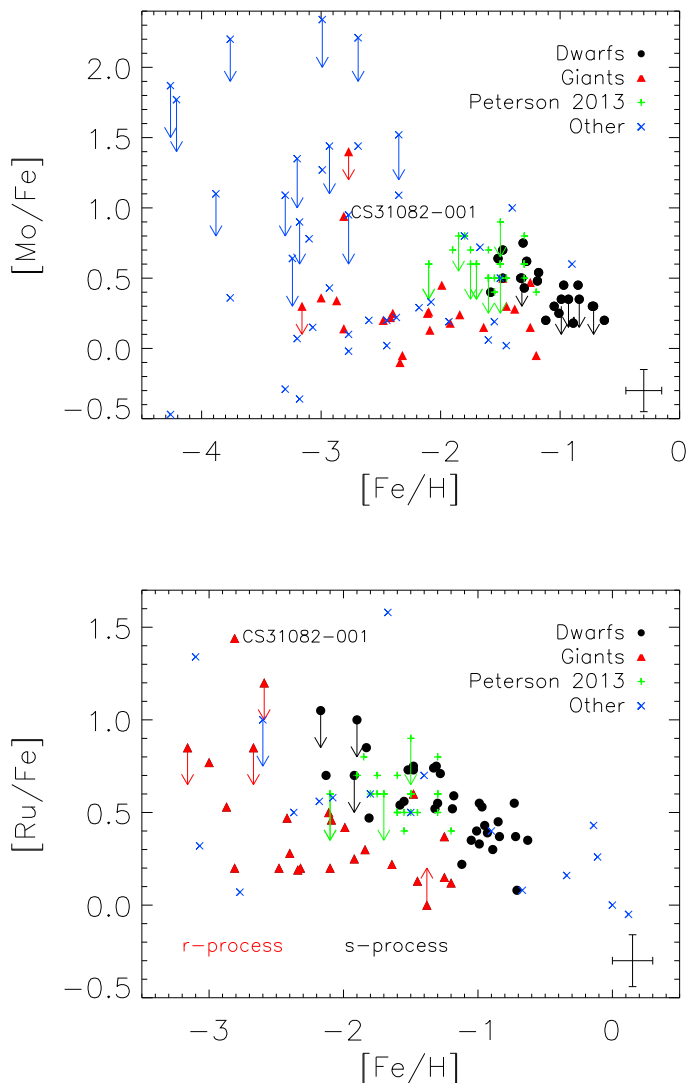 2.0
1.5
1.0
0.5
0.0
−0.5
[Mo/Fe]
Dwarfs
Giants
Peterson 2013
Other
CS31082−001
−4 −3 −2 −1 0
[Fe/H]
1.5
1.0
0.5
0.0
−0.5
[Ru/Fe]
CS31082−001
Dwarfs
Giants
Peterson 2013
Other
r−process
s−process
−3 −2 −1 0
[Fe/H]